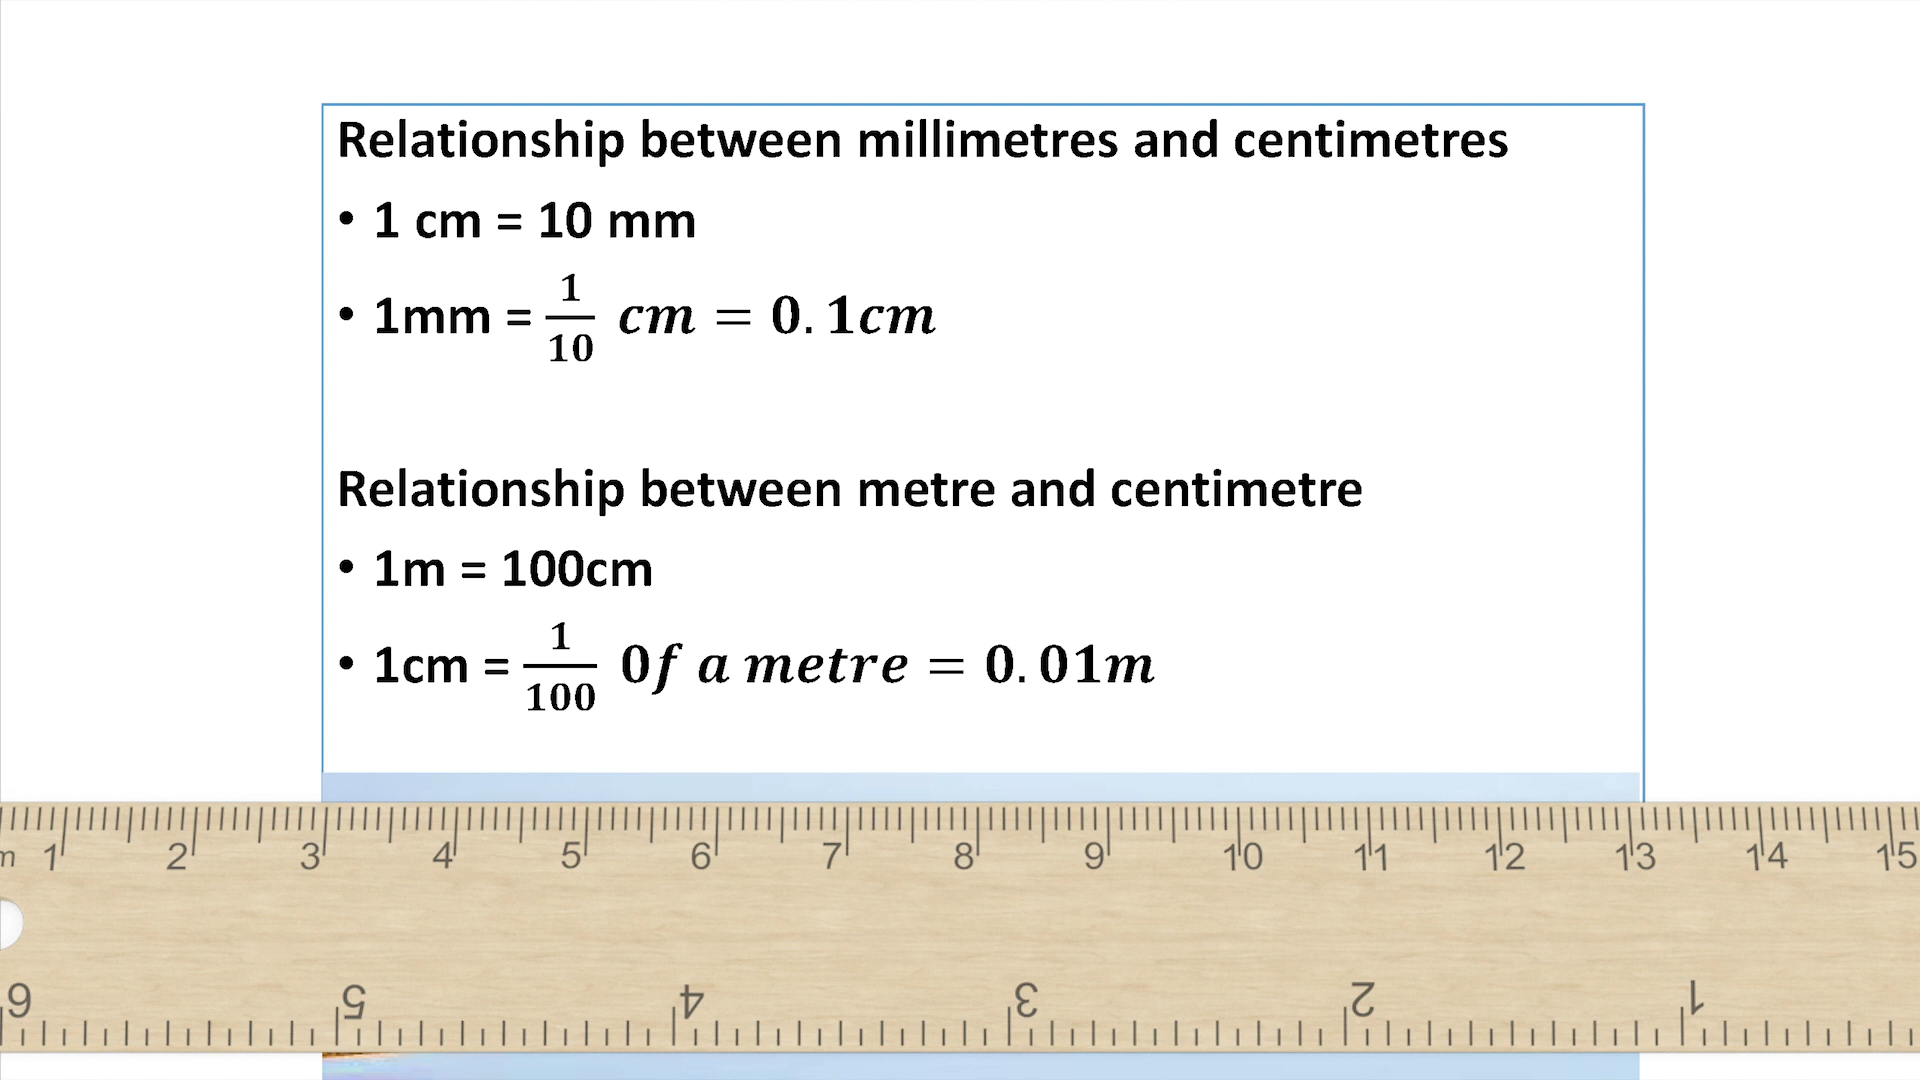 Relationship between millimetres and centimetres
• 1 cm = 10 mm
• 1mm = 1/10 cm = 0.1cm
Relationship between metre and centimetre
• 1m = 100cm
• 1cm = 1/100 0f a metre = 0.01m
m 1 2 3 4 5 6 7 8 9 10 11 12 13 14 15
6 5 4 3 2 1